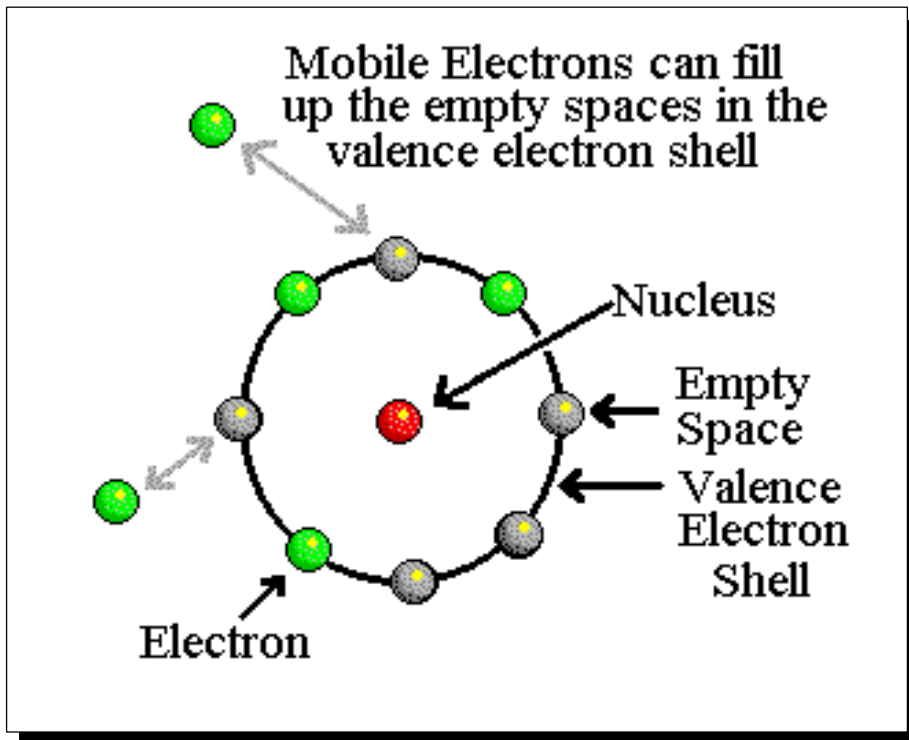 Mobile Electrons can fill
up the empty spaces in the
valence electron shell
Nucleus
Empty
Space
Valence
Electron
Shell
Electron